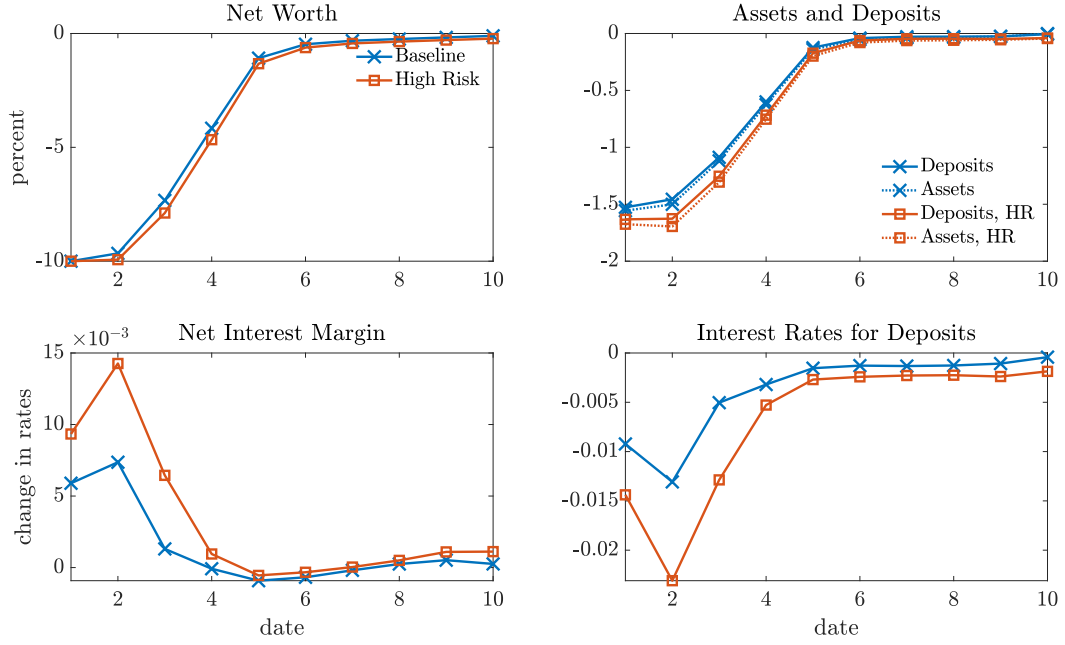 Net Worth
0
-5
-10
percent
2
4
6
8
10
Baseline
High Risk
Assets and Deposits
0
-0.5
-1
-1.5
-2
2
4
6
8
10
Deposits
Assets
Deposits, HR
Assets, HR
Net Interest Margin
×10⁻³
15
10
5
0
change in rates
2
4
6
8
10
date
Interest Rates for Deposits
0
-0.005
-0.01
-0.015
-0.02
2
4
6
8
10
date